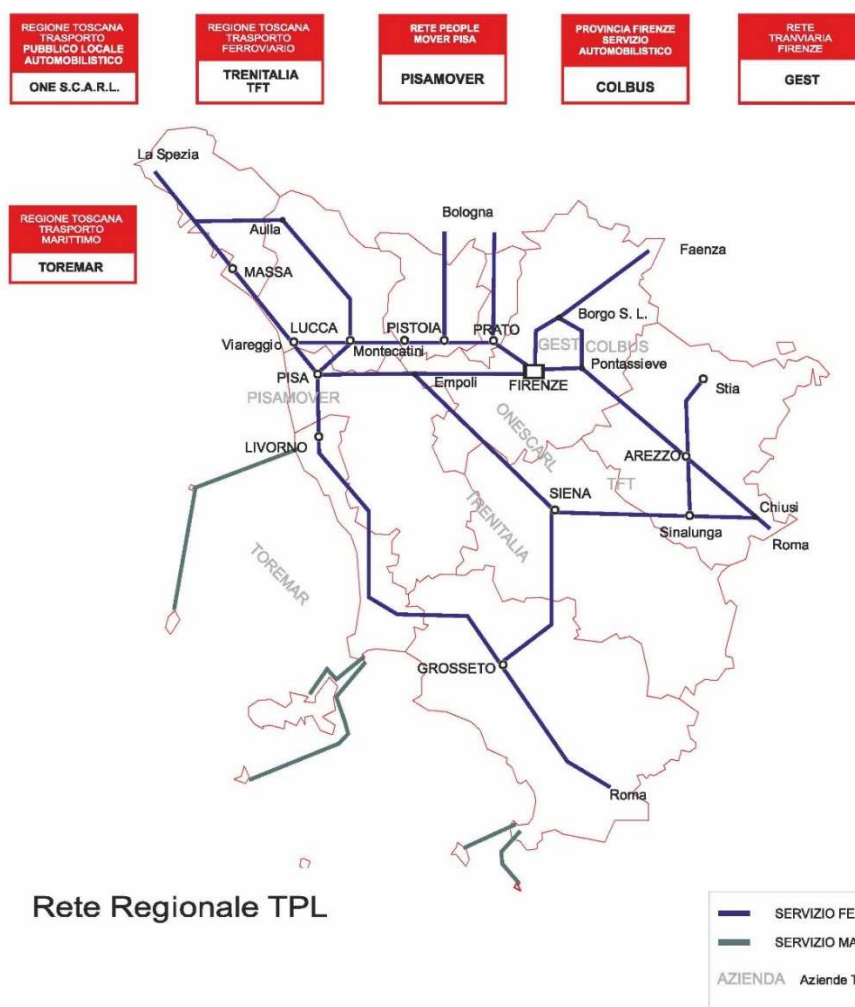 REGIONE TOSCANA
TRASPORTO
PUBBLICO LOCALE
AUTOMOBILISTICO
ONE S.C.A.R.L.
REGIONE TOSCANA
TRASPORTO
FERROVIARIO
TRENITALIA
TFT
RETE PEOPLE
MOVER PISA
PISAMOVER
PROVINCIA FIRENZE
SERVIZIO
AUTOMOBILISTICO
COLBUS
RETE
TRANVIARIA
FIRENZE
GEST
REGIONE TOSCANA
TRASPORTO
MARITTIMO
TOREMAR
La Spezia
Bologna
Aulla
Faenza
MASSA
Borgo S. L.
LUCCA
PISTOIA
PRATO
Viareggio
Montecatini
GEST
COLBUS
PISA
Empoli
FIRENZE
Pontassieve
Stia
PISAMOVER
ONESCARL
LIVORNO
AREZZO
TFT
SIENA
TRENITALIA
Chiusi
Sinalunga
Roma
TOREMAR
GROSSETO
Roma
Rete Regionale TPL
SERVIZIO FE
SERVIZIO MA
AZIENDA Aziende T